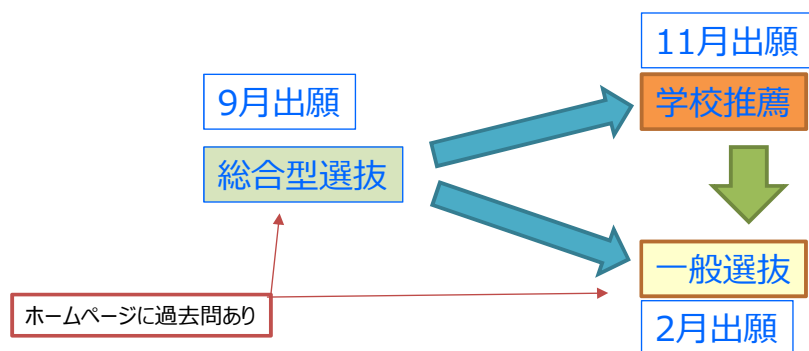 11月出願
学校推薦
9月出願
総合型選抜
一般選抜
2月出願
ホームページに過去問あり